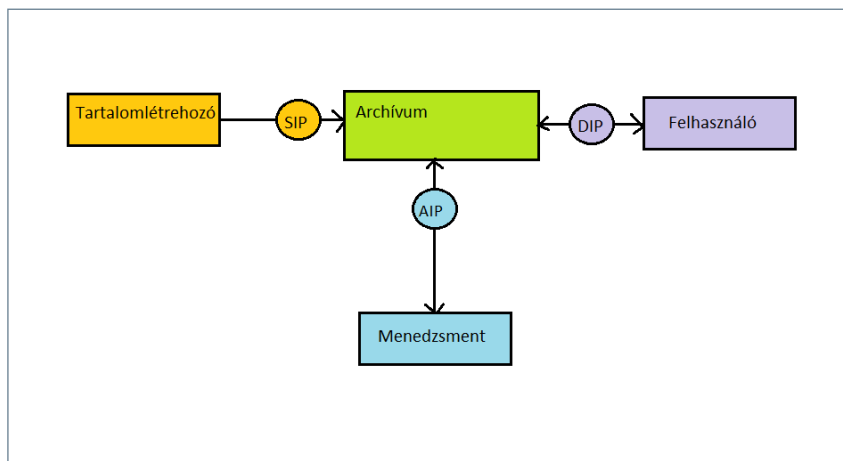 Tartalomlétrehozó
SIP
Archívum
DIP
Felhasználó
AIP
Menedzsment